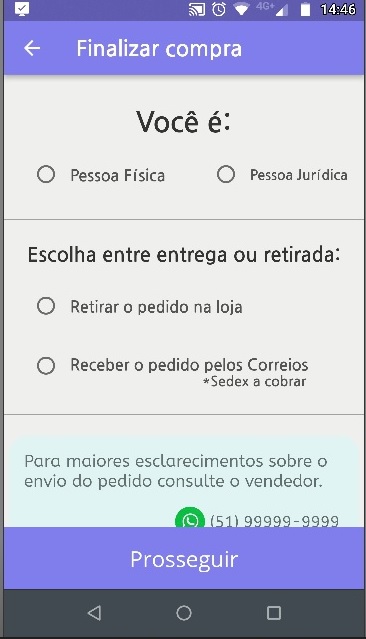 4G+ 14:46
Finalizar compra
Você é:
Pessoa Física Pessoa Jurídica
Escolha entre entrega ou retirada:
Retirar o pedido na loja
Receber o pedido pelos Correios
*Sedex a cobrar
Para maiores esclarecimentos sobre o
envio do pedido consulte o vendedor.
(51) 99999-9999
Prosseguir